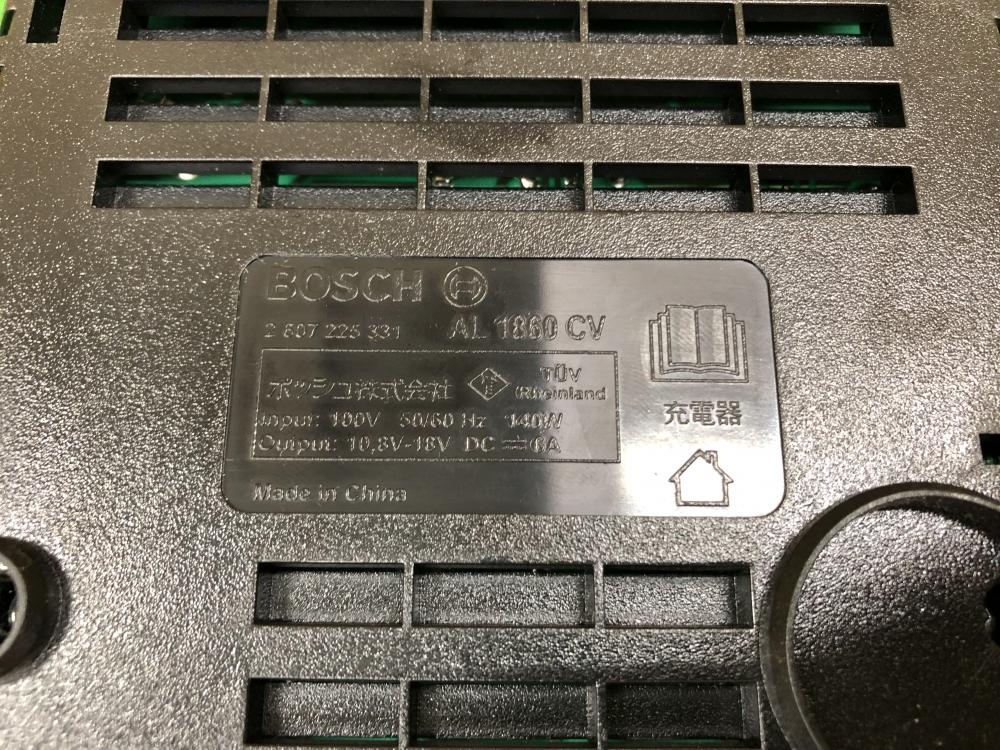 BOSCH
2 607 225 331 AL 1860 CV
ボッシュ株式会社 TÜV
Rheinland
Input: 100V 50/60 Hz 140W
Output: 10,8V-18V DC ⎓ 6A
Made in China
充電器